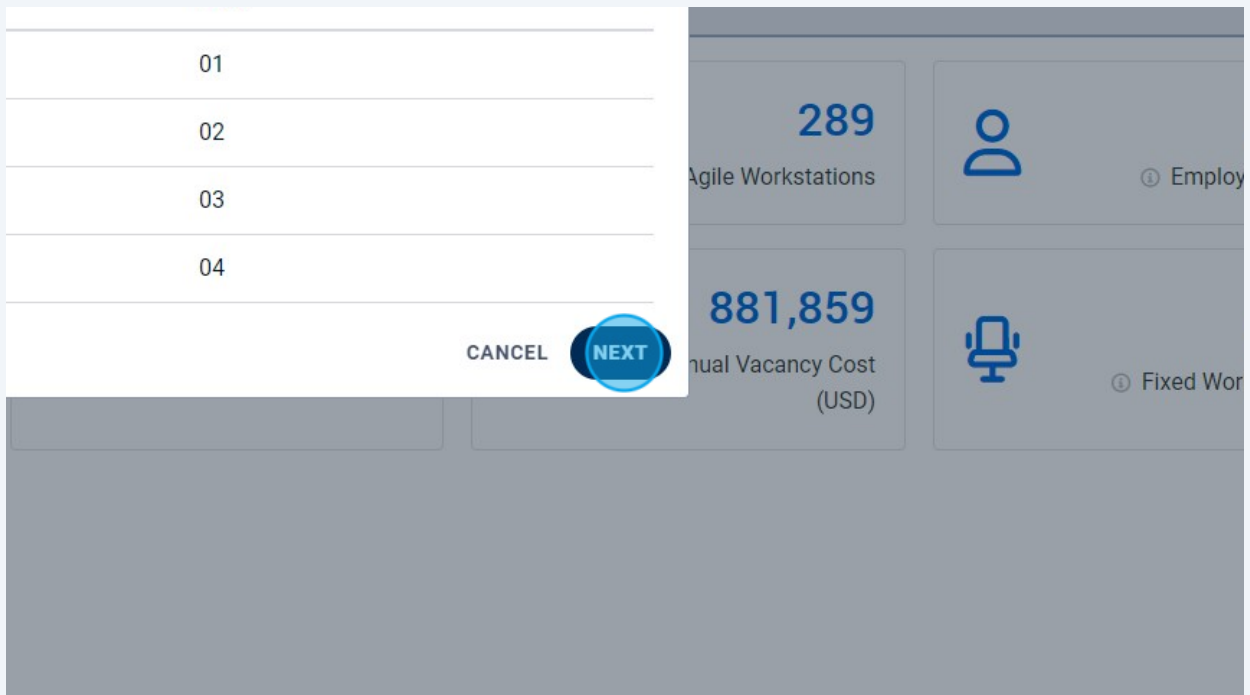 01
02
03
04
CANCEL
NEXT
289
Agile Workstations
881,859
nual Vacancy Cost
(USD)
Employ
Fixed Wor